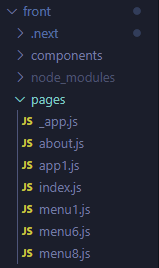 front
.next
components
node_modules
pages
JS _app.js
JS about.js
JS app1.js
JS index.js
JS menu1.js
JS menu6.js
JS menu8.js